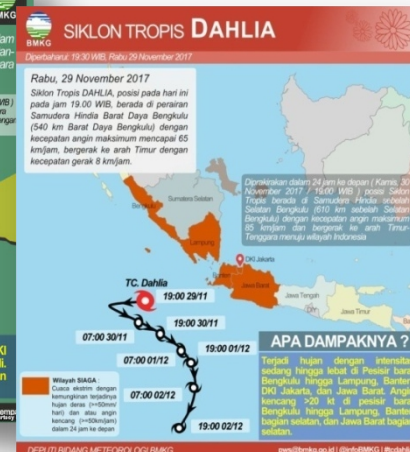 BMKG
SIKLON TROPIS DAHLIA
Diperbaharui: 19:30 WIB, Rabu 29 November 2017
Rabu, 29 November 2017
Siklon Tropis DAHLIA, posisi pada hari ini
pada jam 19.00 WIB, berada di perairan
Samudera Hindia Barat Daya Bengkulu
(540 km Barat Daya Bengkulu) dengan
kecepatan angin maksimum mencapai 65
km/jam, bergerak ke arah Timur dengan
kecepatan gerak 8 km/jam.
Diprakirakan dalam 24 jam ke depan ( Kamis, 30
November 2017 / 19.00 WIB ) posisi Siklon
Tropis berada di Samudera Hindia sebelah
Selatan Bengkulu (610 km sebelah Selatan
Bengkulu) dengan kecepatan angin maksimum
85 km/jam dan bergerak ke arah Timur-
Tenggara menuju wilayah Indonesia
Bengkulu
Sumatera Selatan
Lampung
DKI Jakarta
Banten
Jawa Barat
Jawa Tengah
Jawa Timur
TC. Dahlia
19:00 29/11
07:00 30/11
19:00 30/11
07:00 01/12
19:00 01/12
07:00 02/12
19:00 02/12
Wilayah SIAGA :
Cuaca ekstrim dengan
kemungkinan terjadinya
hujan deras (>=50mm/
hari) dan atau angin
kencang (>=50km/jam)
dalam 24 jam ke depan
APA DAMPAKNYA ?
Terjadi hujan dengan intensitas
sedang hingga lebat di Pesisir barat
Bengkulu hingga Lampung, Banten,
DKI Jakarta, dan Jawa Barat. Angin
kencang >20 kt di pesisir barat
Bengkulu hingga Lampung, Banten
bagian selatan, dan Jawa Barat bagian
selatan.
DEPUTI BIDANG METEOROLOGI BMKG
@bmkg.go.id | @infoBMKG |